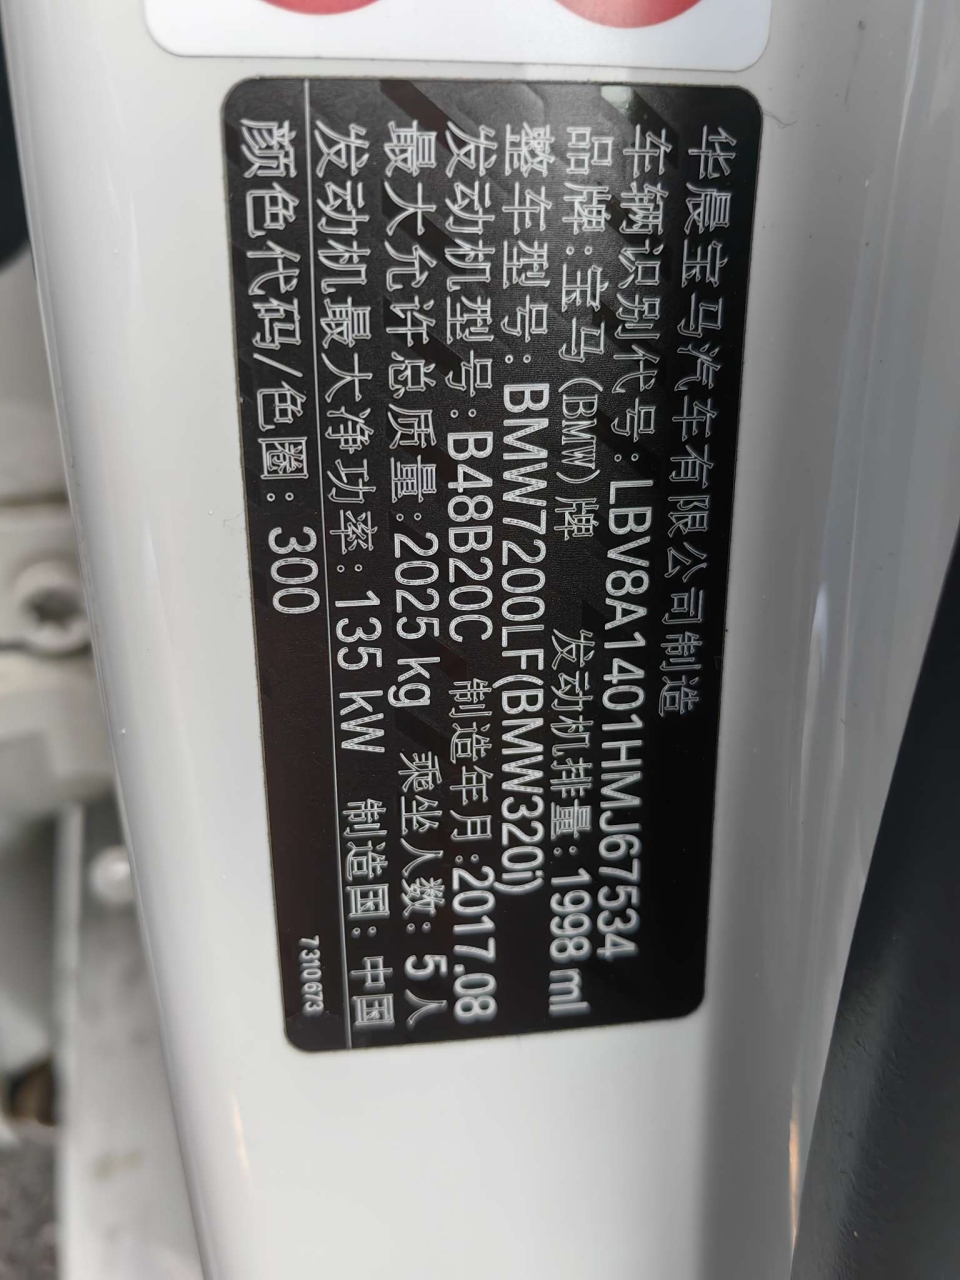 华晨宝马汽车有限公司制造
车辆识别代号:LBV8A1401HMJ67534
品牌:宝马(BMW)牌 发动机排量:1998 ml
整车型号:BMW7200LF(BMW320i)
发动机型号:B48B20C 制造年月:2017.08
最大允许总质量:2025 kg 乘坐人数:5人
发动机最大净功率:135 kW 制造国:中国
颜色代码/色圈:300
7310673